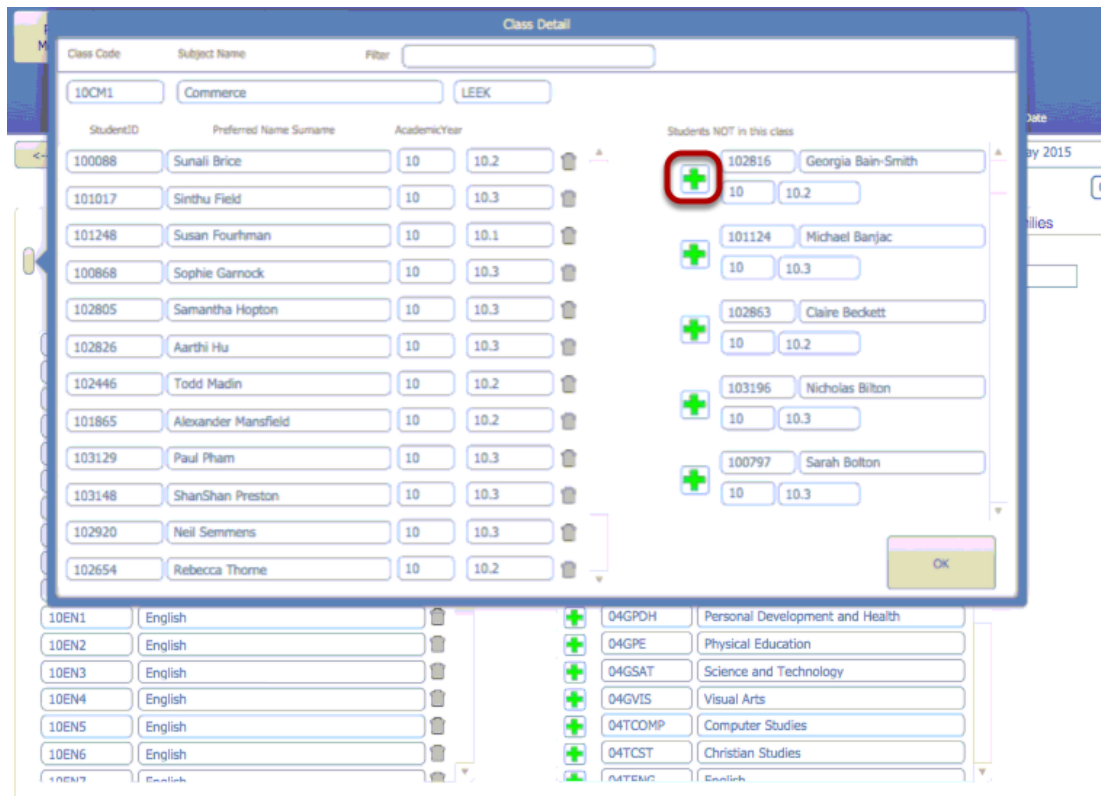 Class Detail
Class Code Subject Name Filter
10CM1 Commerce LEEK
StudentID Preferred Name Surname AcademicYear
100088 Sunali Brice 10 10.2
101017 Sinthu Field 10 10.3
101248 Susan Fourhman 10 10.1
100868 Sophie Garnock 10 10.3
102805 Samantha Hopton 10 10.3
102826 Aarthi Hu 10 10.3
102446 Todd Madin 10 10.2
101865 Alexander Mansfield 10 10.2
103129 Paul Pham 10 10.3
103148 ShanShan Preston 10 10.3
102920 Neil Semmens 10 10.3
102654 Rebecca Thorne 10 10.2
Students NOT in this class
102816 Georgia Bain-Smith
10 10.2
101124 Michael Banjac
10 10.3
102863 Claire Beckett
10 10.2
103196 Nicholas Bilton
10 10.3
100797 Sarah Bolton
10 10.3
OK
Date
ay 2015
ilies
<--
10EN1 English
10EN2 English
10EN3 English
10EN4 English
10EN5 English
10EN6 English
10EN7 English
04GPDH Personal Development and Health
04GPE Physical Education
04GSAT Science and Technology
04GVIS Visual Arts
04TCOMP Computer Studies
04TCST Christian Studies
04TENG English